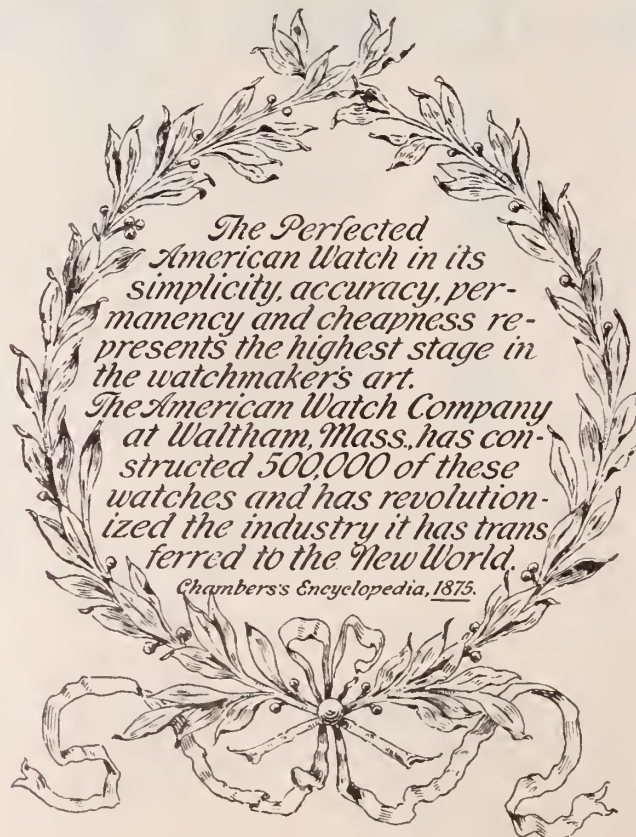 The Perfected
American Watch in its
simplicity, accuracy, per-
manency and cheapness re-
presents the highest stage in
the watchmaker's art.
The American Watch Company
at Waltham, Mass., has con-
structed 500,000 of these
watches and has revolution-
ized the industry it has trans
ferred to the New World.
Chambers's Encyclopedia, 1875.